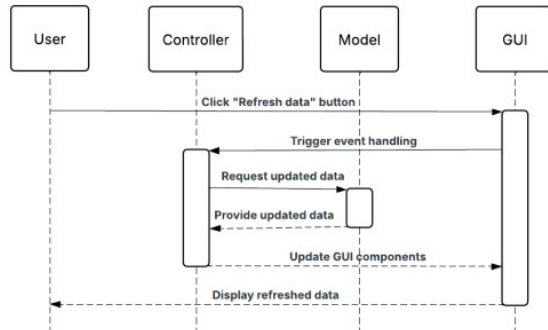 User
Controller
Model
GUI
Click "Refresh data" button
Trigger event handling
Request updated data
Provide updated data
Update GUI components
Display refreshed data